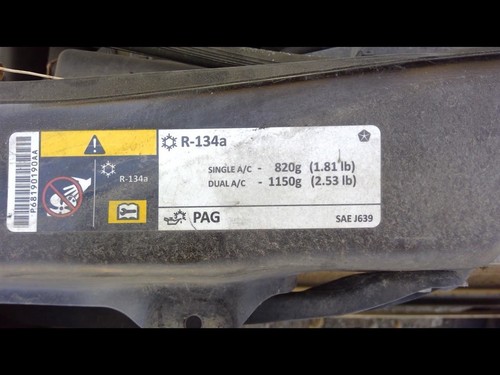 R-134a
SINGLE A/C - 820g (1.81 lb)
DUAL A/C - 1150g (2.53 lb)
R-134a
PAG
SAE J639
P68190190AA